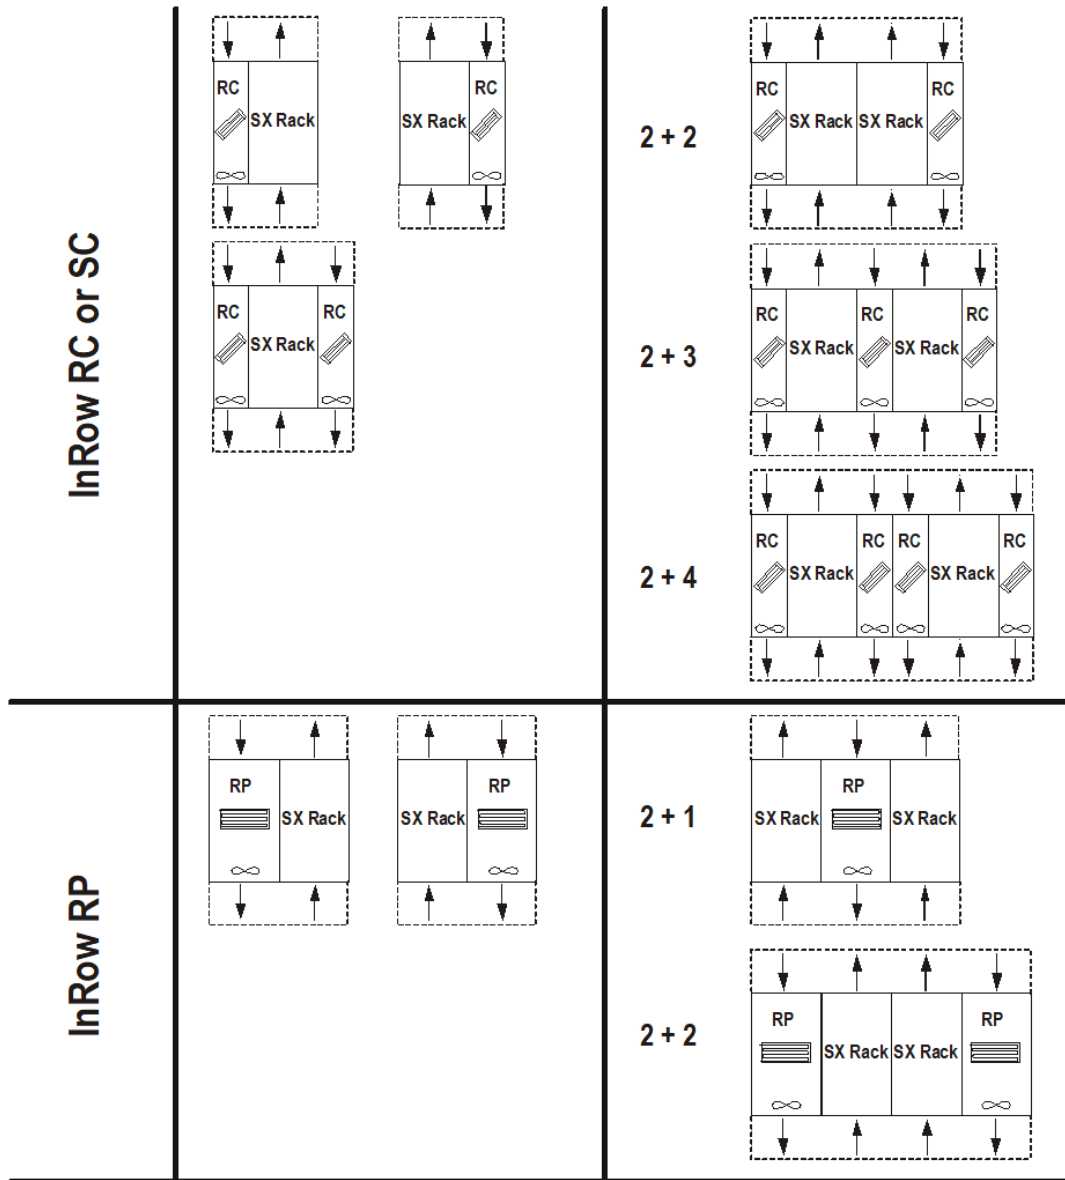 InRow RC or SC
RC
SX Rack
SX Rack
RC
RC
SX Rack
RC
2 + 2
RC
SX Rack
SX Rack
RC
2 + 3
RC
SX Rack
RC
SX Rack
RC
2 + 4
RC
SX Rack
RC
RC
SX Rack
RC
InRow RP
RP
SX Rack
SX Rack
RP
2 + 1
SX Rack
RP
SX Rack
2 + 2
RP
SX Rack
SX Rack
RP